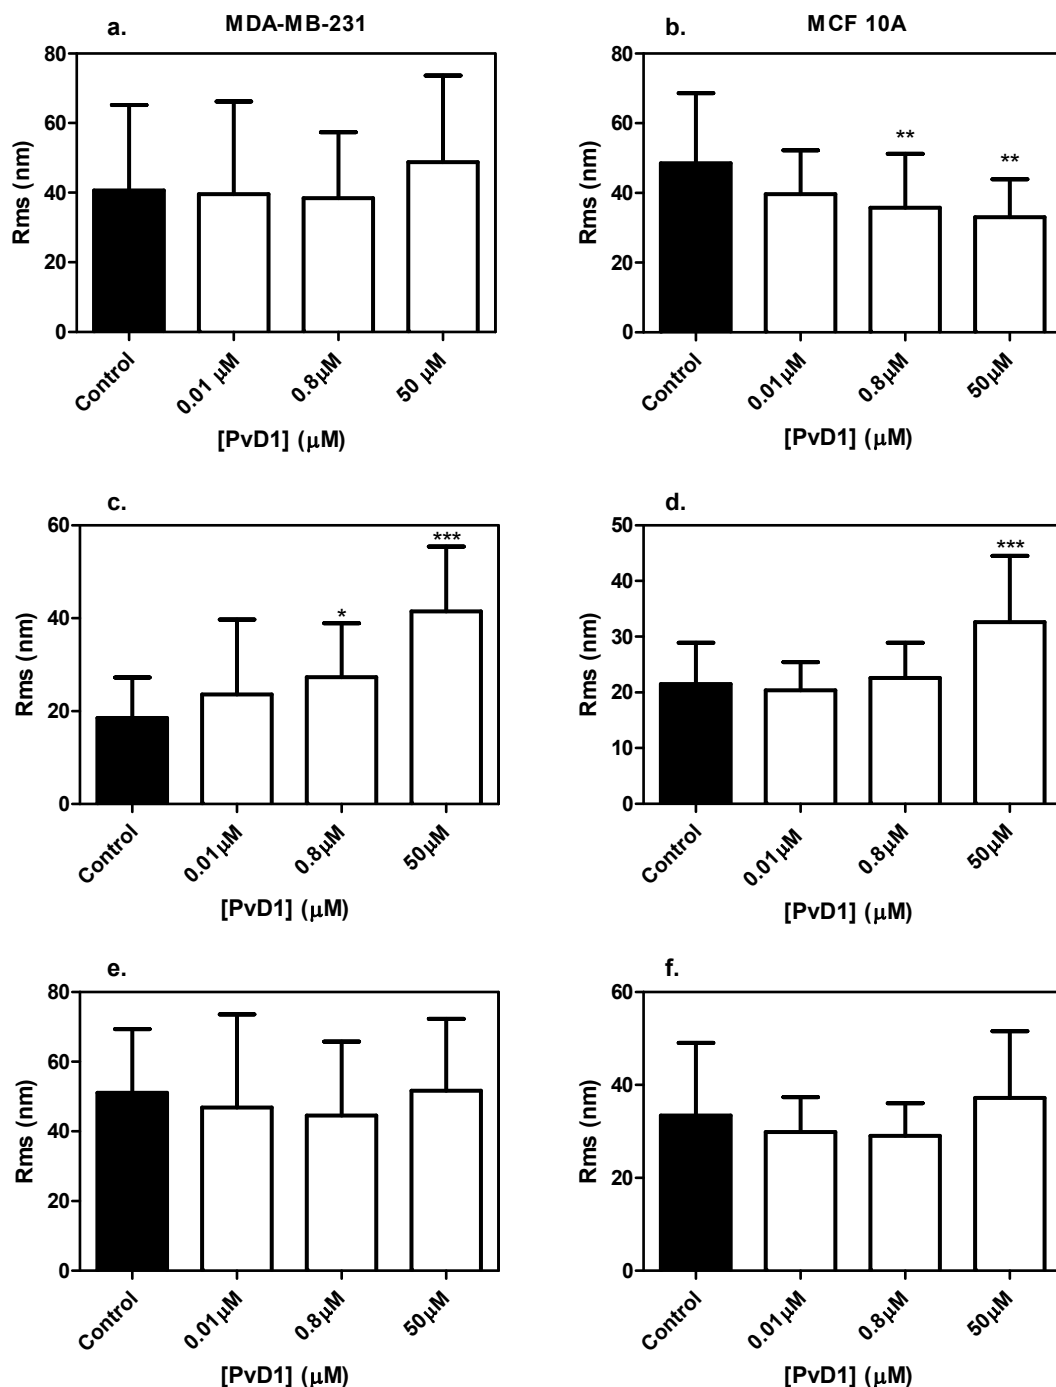 a. MDA-MB-231
80
60
40
20
0
Rms (nm)
Control
0.01 μM
0.8μM
50 μM
[PvD1] (μM)
b. MCF 10A
80
60
40
20
0
Rms (nm)
**
**
Control
0.01μM
0.8μM
50μM
[PvD1] (μM)
c.
60
40
20
0
Rms (nm)
*
***
Control
0.01μM
0.8μM
50μM
[PvD1] (μM)
d.
50
40
30
20
10
0
Rms (nm)
***
Control
0.01μM
0.8μM
50μM
[PvD1] (μM)
e.
80
60
40
20
0
Rms (nm)
Control
0.01μM
0.8μM
50μM
[PvD1] (μM)
f.
60
40
20
0
Rms (nm)
Control
0.01μM
0.8μM
50μM
[PvD1] (μM)